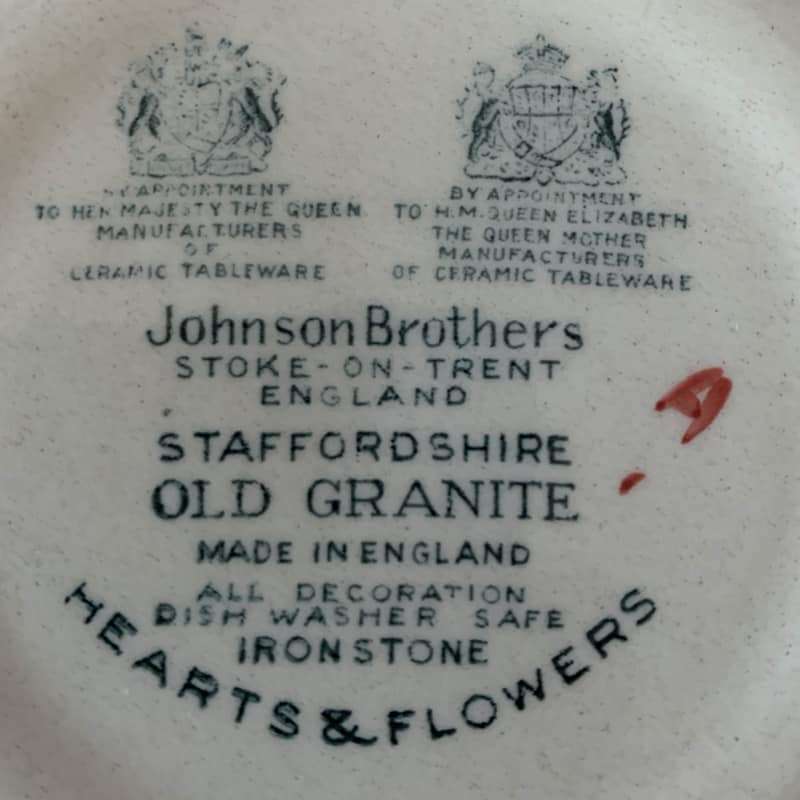 BY APPOINTMENT
TO HER MAJESTY THE QUEEN
MANUFACTURERS
OF
CERAMIC TABLEWARE
BY APPOINTMENT
TO H.M. QUEEN ELIZABETH
THE QUEEN MOTHER
MANUFACTURERS
OF CERAMIC TABLEWARE
Johnson Brothers
STOKE-ON-TRENT
ENGLAND
STAFFORDSHIRE
OLD GRANITE
MADE IN ENGLAND
ALL DECORATION
DISH WASHER SAFE
IRONSTONE
HEARTS & FLOWERS